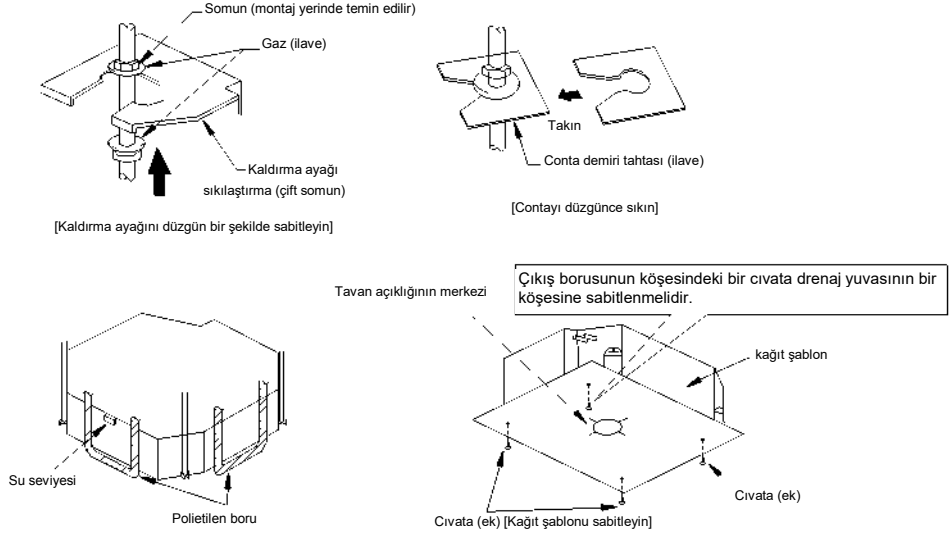 Somun (montaj yerinde temin edilir)
Gaz (ilave)
Kaldırma ayağı
sıkılaştırma (çift somun)
[Kaldırma ayağını düzgün bir şekilde sabitleyin]
Takın
Conta demiri tahtası (ilave)
[Contayı düzgünce sıkın]
Su seviyesi
Polietilen boru
Tavan açıklığının merkezi
Çıkış borusunun köşesindeki bir cıvata drenaj yuvasının bir
köşesine sabitlenmelidir.
kağıt şablon
Cıvata (ek)
Cıvata (ek) [Kağıt şablonu sabitleyin]